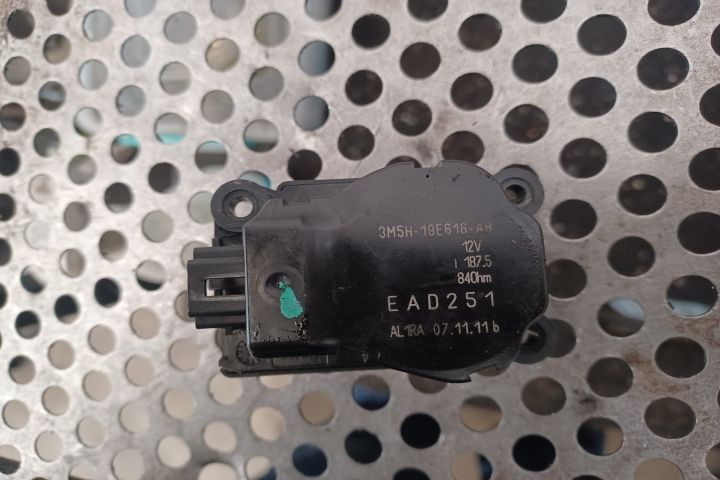 3M5H-19E616-AH
12V
i 187.5
84Ohm
EAD251
AL1RA 07.11.11 b